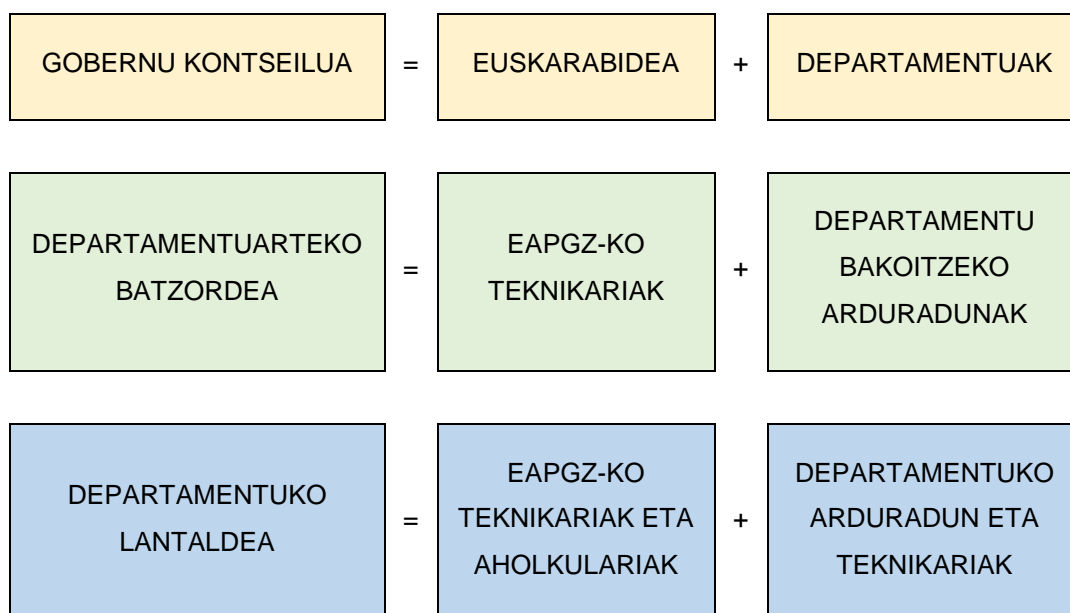 GOBERNU KONTSEILUA = EUSKARABIDEA + DEPARTAMENTUAK
DEPARTAMENTUARTEKO
BATZORDEA
=
EAPGZ-KO
TEKNIKARIAK
+
DEPARTAMENTU
BAKOITZEKO
ARDURADUNAK
DEPARTAMENTUKO
LANTALDEA
=
EAPGZ-KO
TEKNIKARIAK ETA
AHOLKULARIAK
+
DEPARTAMENTUKO
ARDURADUN ETA
TEKNIKARIAK